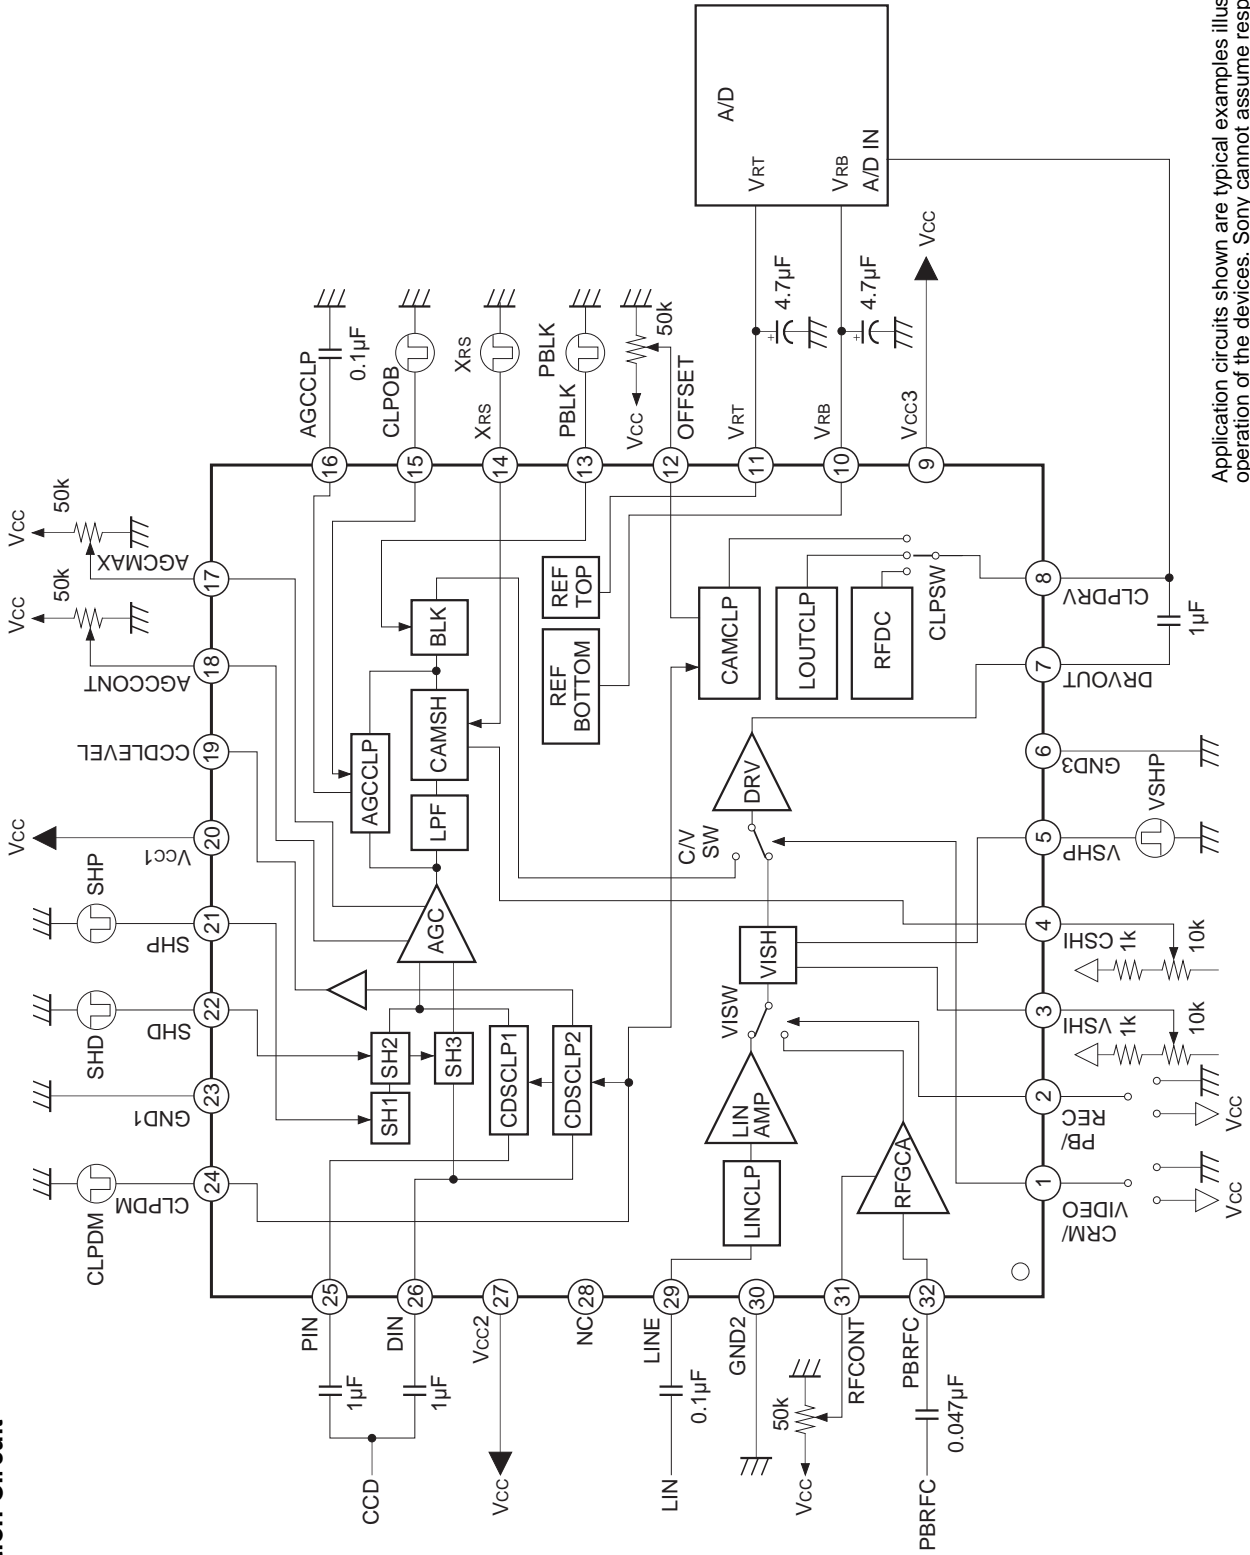 AGCCLP
0.1µF
CLPOB
XRS
XRS
PBLK
PBLK
50k
VCC
OFFSET
VRT
4.7µF
VRB
4.7µF
VCC3
VCC
A/D
VRT
VRB
A/D IN
16
15
14
13
12
11
10
9
VCC
50k
AGCMAX
17
VCC
50k
AGCCONT
18
CCDLEVEL
19
VCC
VCC1
20
SHP
SHP
21
SHD
SHD
22
GND1
23
CLPDM
CLPDM
24
AGCCLP
BLK
CAMSH
LPF
AGC
SH2
SH1
SH3
CDSCLP1
CDSCLP2
REF
TOP
REF
BOTTOM
CAMCLP
LOUTCLP
RFDC
CLPSW
DRV
C/V
SW
VISH
VISW
LIN
AMP
LINCLP
RFGCA
8
CLPDRV
1µF
7
DRVOUT
6
GND3
5
VSHP
VSHP
4
CSHI
1k
10k
3
VSHI
1k
10k
2
PB/
REC
VCC
1
CRM/
VIDEO
VCC
25
PIN
1µF
26
DIN
1µF
CCD
27
VCC2
VCC
28
NC
29
LINE
0.1µF
LIN
30
GND2
31
RFCONT
50k
VCC
32
PBRFC
0.047µF
PBRFC
Application circuits shown are typical examples
operation of the devices. Sony cannot assume
Circuit